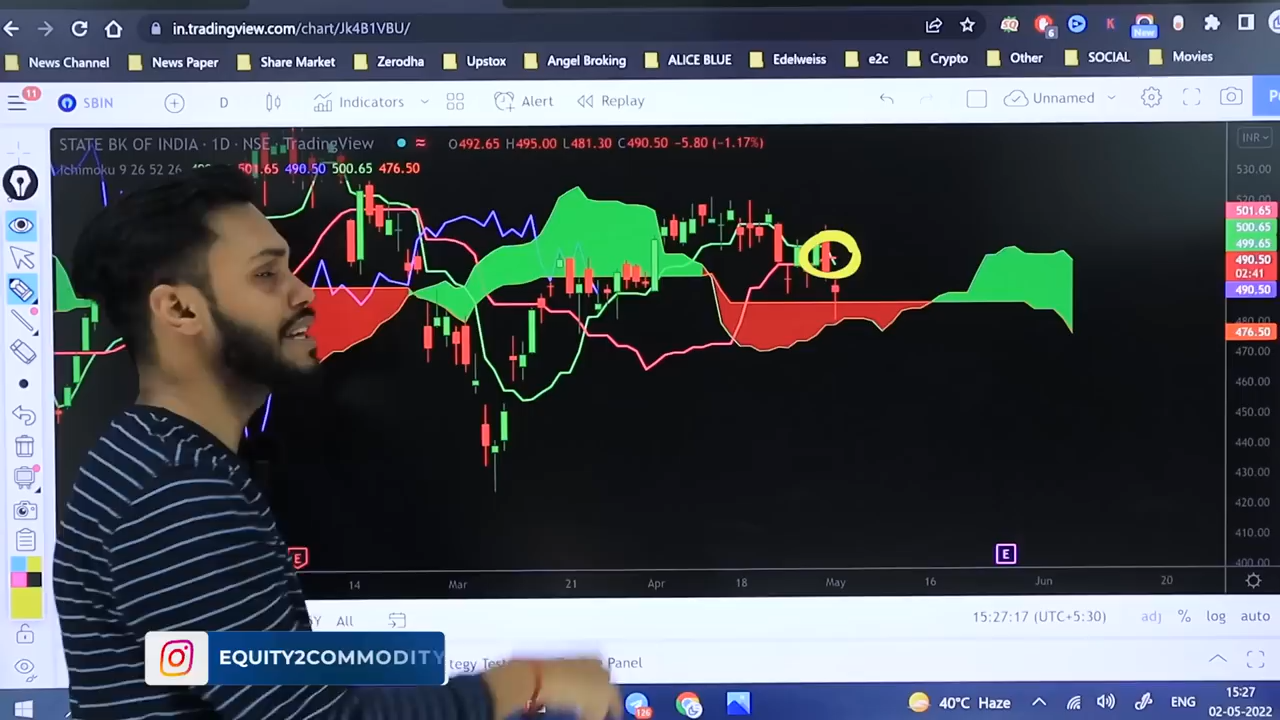 in.tradingview.com/chart/Jk4B1VBU/
6
New
News Channel News Paper Share Market Zerodha Upstox Angel Broking ALICE BLUE Edelweiss e2c Crypto Other SOCIAL Movies
11 SBIN D Indicators Alert Replay Unnamed
STATE BK OF INDIA · 1D · NSE TradingView O492.65 H495.00 L481.30 C490.50 -5.80 (-1.17%) INR
9 26 52 26 501.65 490.50 500.65 476.50
530.00
501.65
500.65
499.65
490.50
02:41
490.50
480.00
476.50
470.00
460.00
450.00
440.00
430.00
420.00
410.00
400.00
E E
14 Mar 21 Apr 18 May 16 Jun 20
All 15:27:17 (UTC+5:30) adj % log auto
EQUITY2COMMODITY
Panel
126 40°C Haze ENG 15:27
02-05-2022